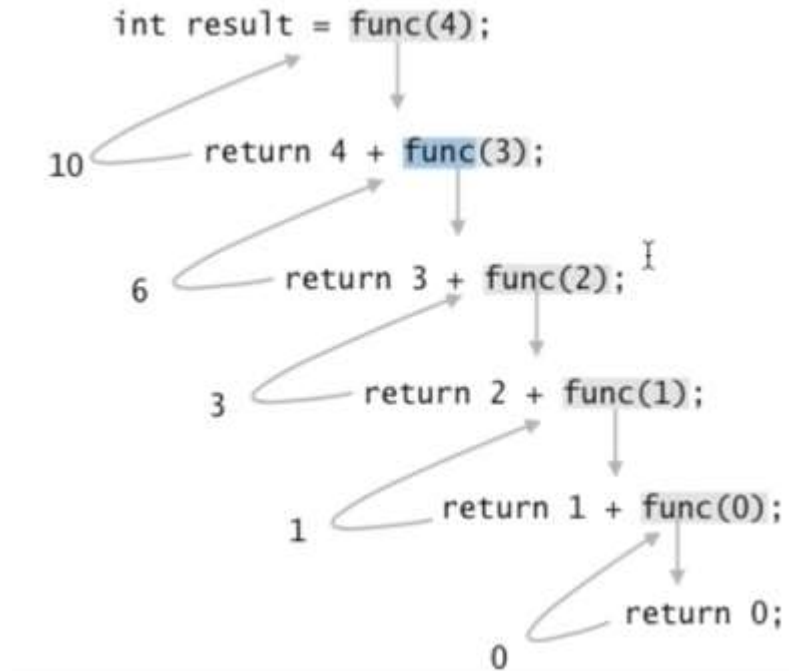 int result = func(4);
10
return 4 + func(3);
6
return 3 + func(2);
3
return 2 + func(1);
1
return 1 + func(0);
return 0;
0